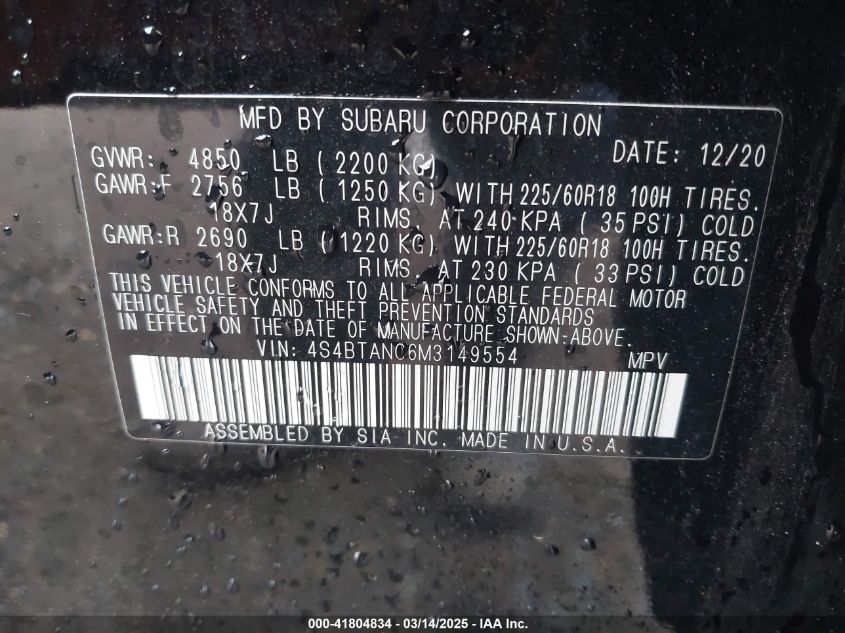 MFD BY SUBARU CORPORATION
GVWR: 4850 LB ( 2200 KG) DATE: 12/20
GAWR:F 2756 LB ( 1250 KG) WITH 225/60R18 100H TIRES.
18X7J RIMS. AT 240 KPA ( 35 PSI) COLD
GAWR:R 2690 LB ( 1220 KG) WITH 225/60R18 100H TIRES.
18X7J RIMS. AT 230 KPA ( 33 PSI) COLD
THIS VEHICLE CONFORMS TO ALL APPLICABLE FEDERAL MOTOR
VEHICLE SAFETY AND THEFT PREVENTION STANDARDS
IN EFFECT ON THE DATE OF MANUFACTURE SHOWN ABOVE.
VIN: 4S4BTANC6M3149554 MPV
ASSEMBLED BY SIA INC. MADE IN U.S.A.
000-41804834 - 03/14/2025 - IAA Inc.